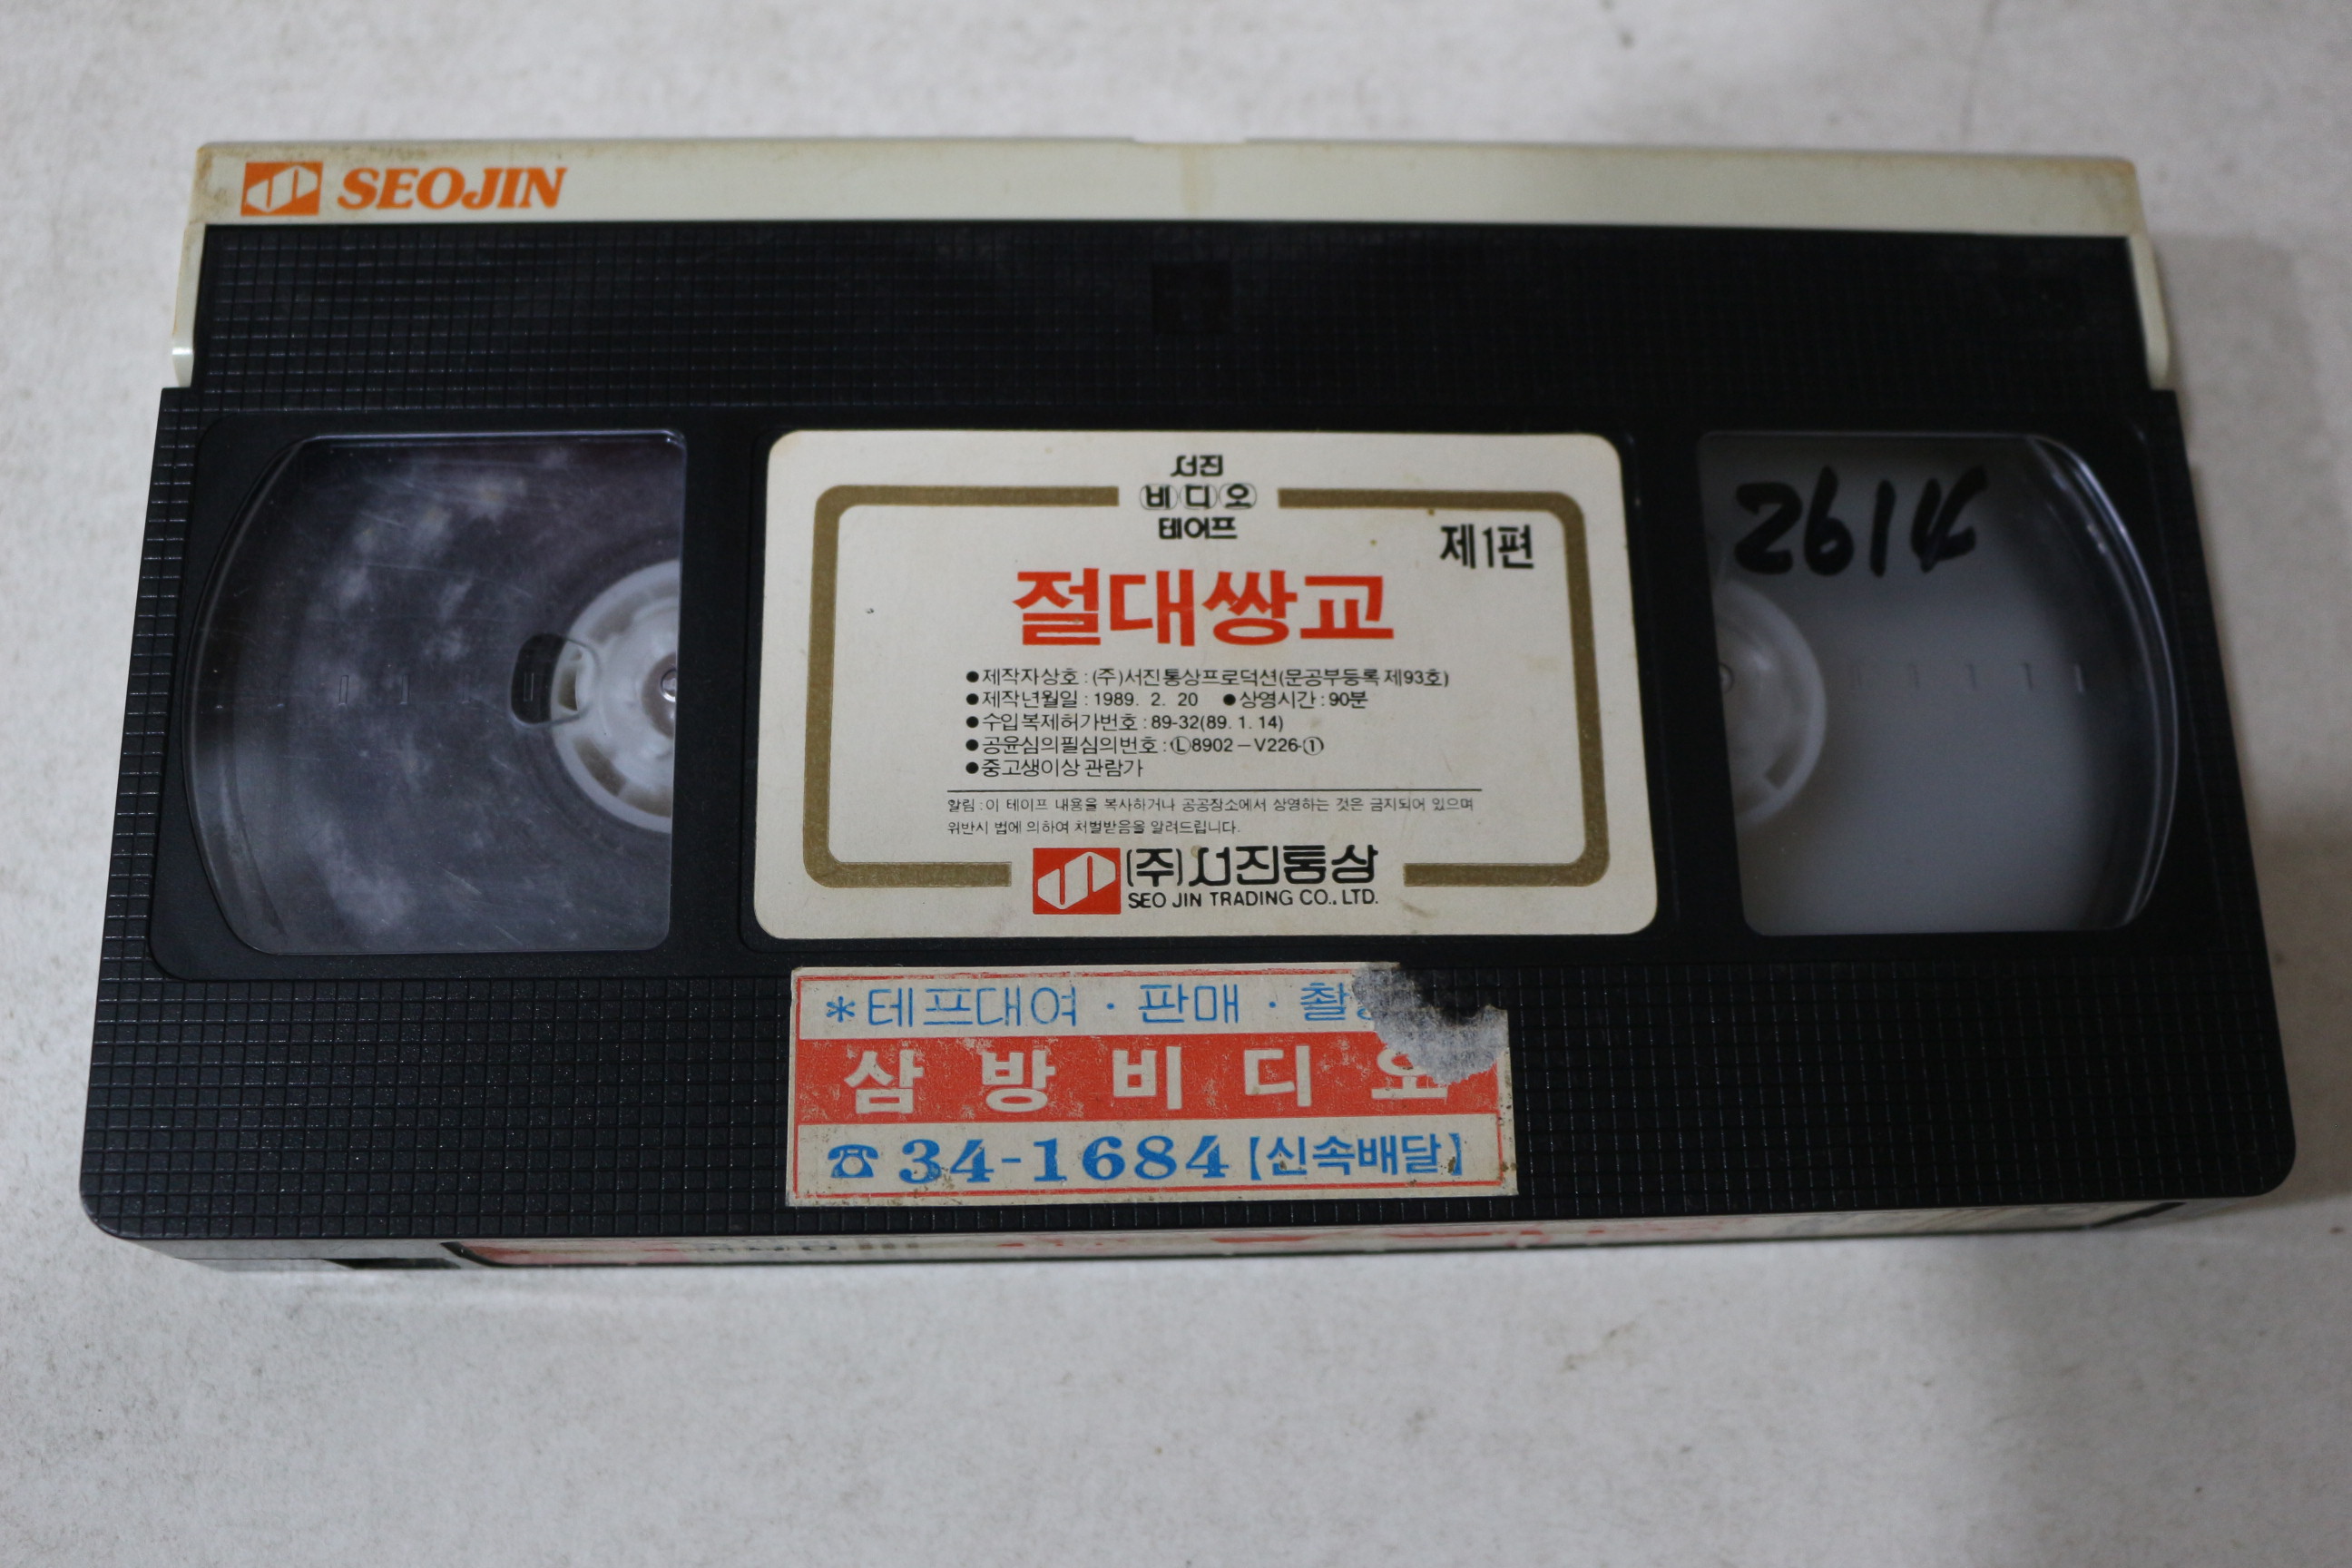 SEOJIN
서진
비디오
테이프
제1편
절대쌍교
●제작자상호 : (주)서진통상프로덕션(문공부등록 제93호)
●제작년월일 : 1989. 2. 20 ●상영시간 : 90분
●수입복제허가번호 : 89-32(89. 1. 14)
●공윤심의필심의번호 : Ⓛ8902-V226-①
●중고생이상 관람가
알림 : 이 테이프 내용을 복사하거나 공공장소에서 상영하는 것은 금지되어 있으며
위반시 법에 의하여 처벌받음을 알려드립니다.
(주)서진통상
SEO JIN TRADING CO., LTD.
2614
*테프대여 · 판매 · 촬
삼방비디오
☎34-1684【신속배달】